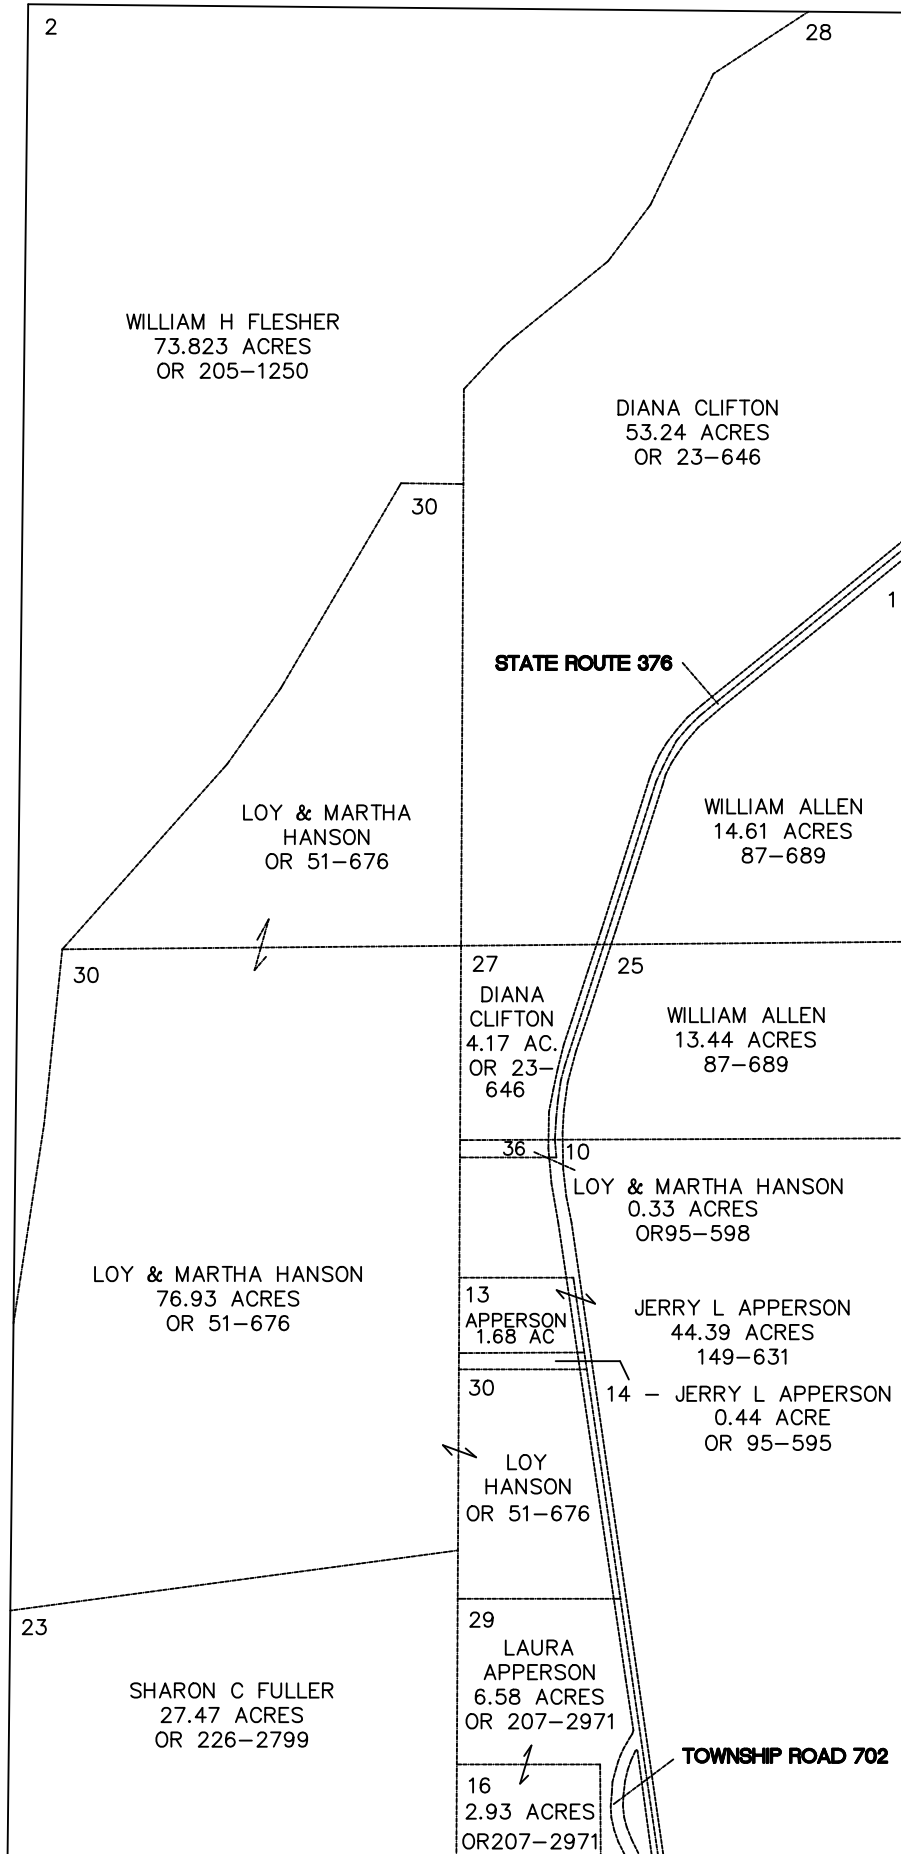 2
28
WILLIAM H FLESHER
73.823 ACRES
OR 205-1250
DIANA CLIFTON
53.24 ACRES
OR 23-646
30
1
STATE ROUTE 376
LOY & MARTHA
HANSON
OR 51-676
WILLIAM ALLEN
14.61 ACRES
87-689
30
27
25
DIANA
CLIFTON
4.17 AC.
OR 23-
646
WILLIAM ALLEN
13.44 ACRES
87-689
36
10
LOY & MARTHA HANSON
0.33 ACRES
OR95-598
LOY & MARTHA HANSON
76.93 ACRES
OR 51-676
13
APPERSON
1.68 AC
JERRY L APPERSON
44.39 ACRES
149-631
30
14 - JERRY L APPERSON
0.44 ACRE
OR 95-595
LOY
HANSON
OR 51-676
23
29
LAURA
APPERSON
6.58 ACRES
OR 207-2971
SHARON C FULLER
27.47 ACRES
OR 226-2799
TOWNSHIP ROAD 702
16
2.93 ACRES
OR207-2971